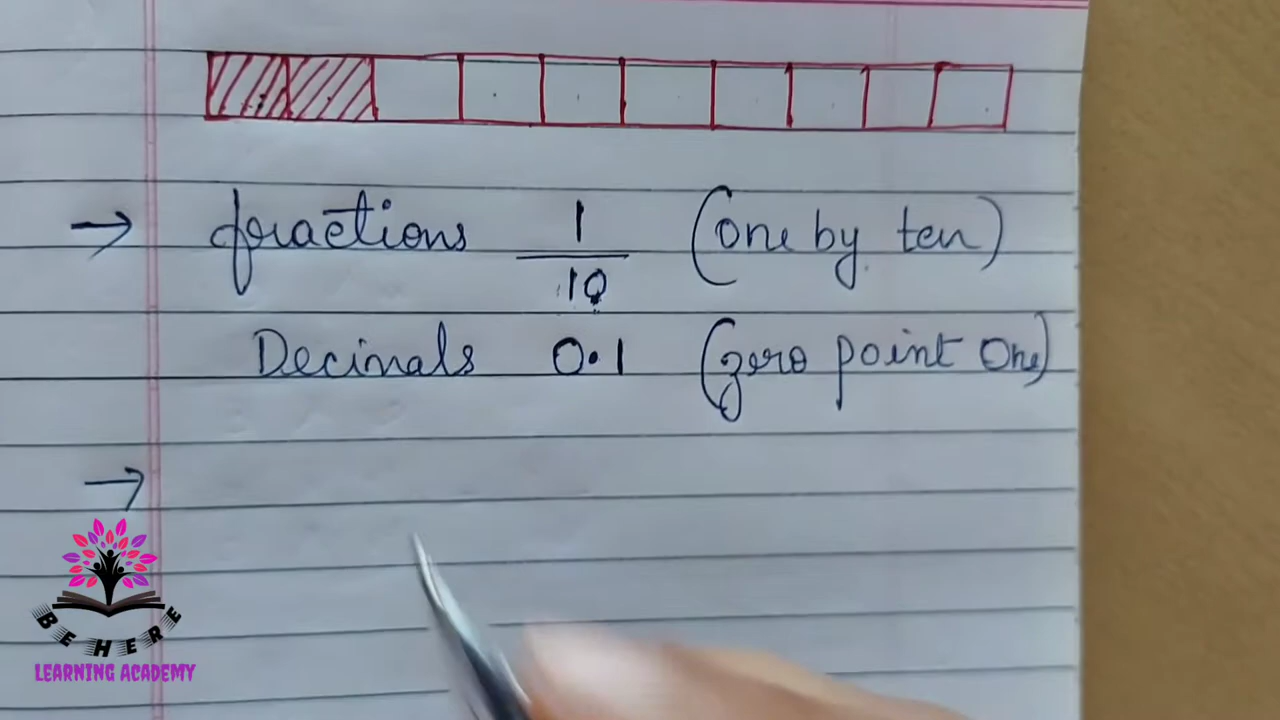 → fractions 1/10 (one by ten)
Decimals 0.1 (zero point One)
→
BEHERE
LEARNING ACADEMY